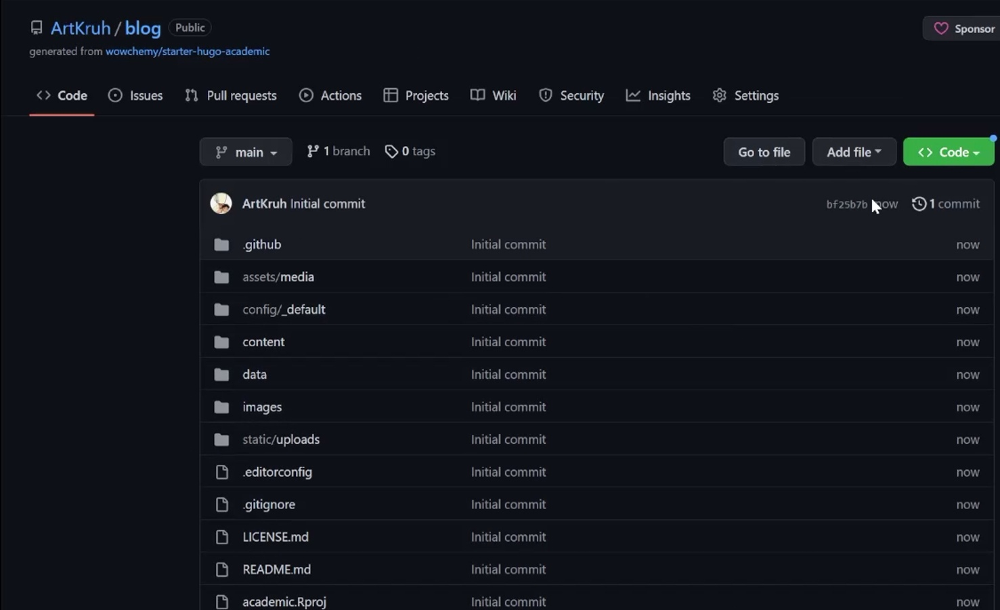 ArtKruh / blog Public
Sponsor
generated from wowchemy/starter-hugo-academic
Code Issues Pull requests Actions Projects Wiki Security Insights Settings
main 1 branch 0 tags Go to file Add file Code
ArtKruh Initial commit bf25b7b now 1 commit
.github Initial commit now
assets/media Initial commit now
config/_default Initial commit now
content Initial commit now
data Initial commit now
images Initial commit now
static/uploads Initial commit now
.editorconfig Initial commit now
.gitignore Initial commit now
LICENSE.md Initial commit now
README.md Initial commit now
academic.Rproj Initial commit now